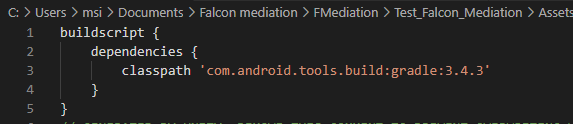 C: > Users > msi > Documents > Falcon mediation > FMediation > Test_Falcon_Mediation > Assets
1 buildscript {
2 dependencies {
3 classpath 'com.android.tools.build:gradle:3.4.3'
4 }
5 }